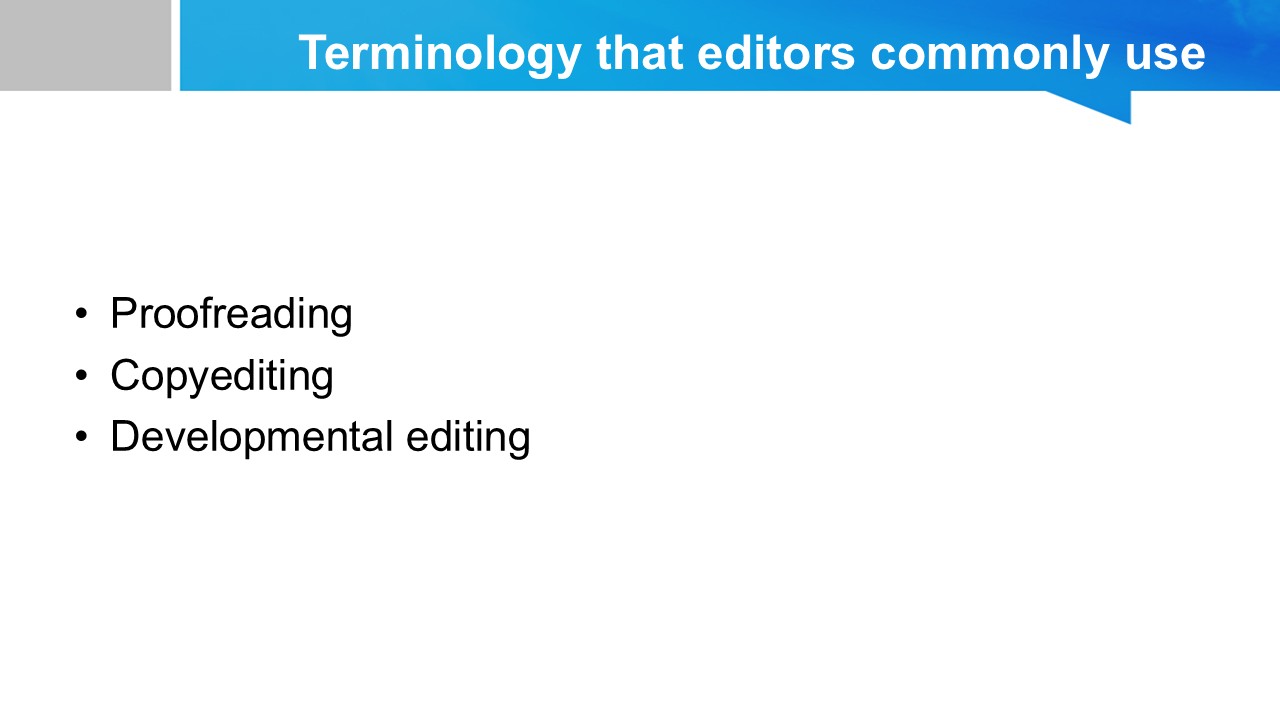 Terminology that editors commonly use
• Proofreading
• Copyediting
• Developmental editing